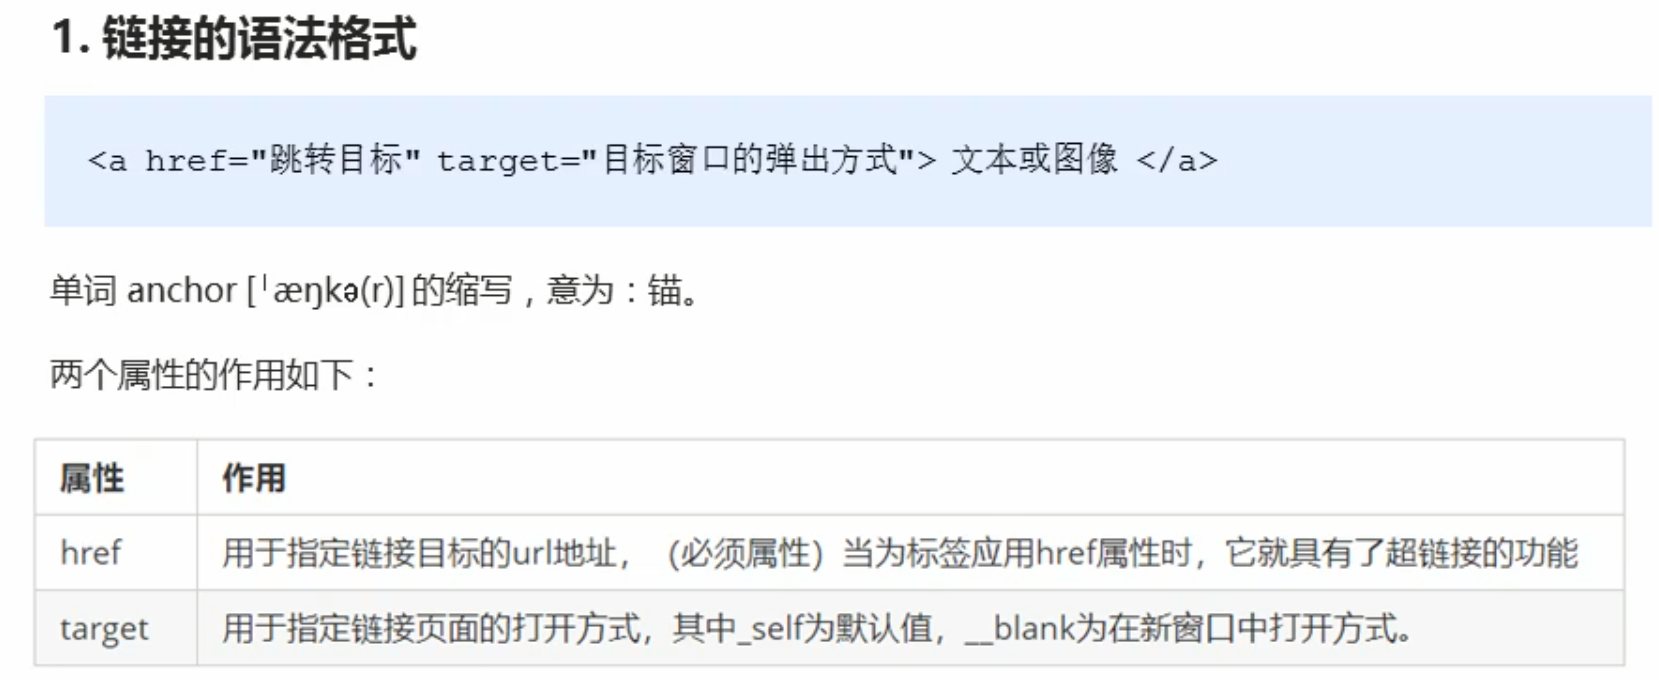 1. 链接的语法格式
<a href="跳转目标" target="目标窗口的弹出方式"> 文本或图像 </a>
单词 anchor [ˈæŋkə(r)] 的缩写，意为：锚。
两个属性的作用如下：
属性 作用
href 用于指定链接目标的url地址，（必须属性）当为标签应用href属性时，它就具有了超链接的功能
target 用于指定链接页面的打开方式，其中_self为默认值，__blank为在新窗口中打开方式。